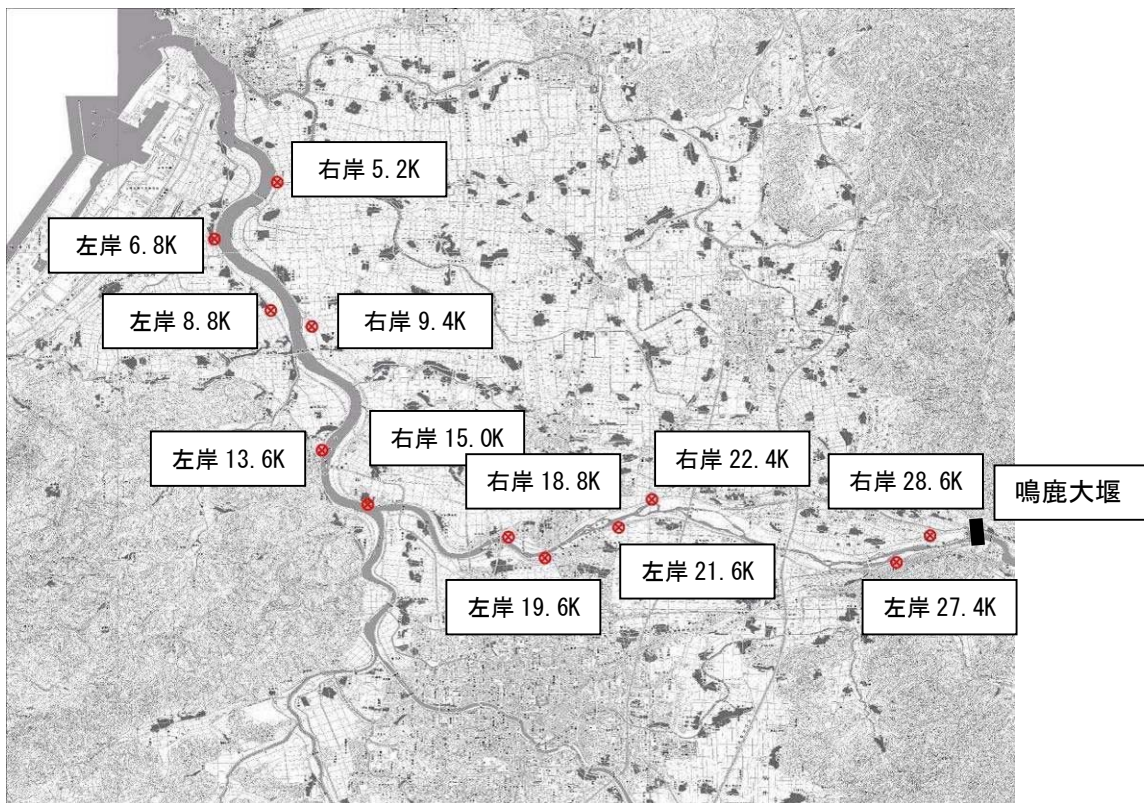 右岸 5.2K
左岸 6.8K
左岸 8.8K
右岸 9.4K
左岸 13.6K
右岸 15.0K
右岸 18.8K
右岸 22.4K
右岸 28.6K
鳴鹿大堰
左岸 19.6K
左岸 21.6K
左岸 27.4K